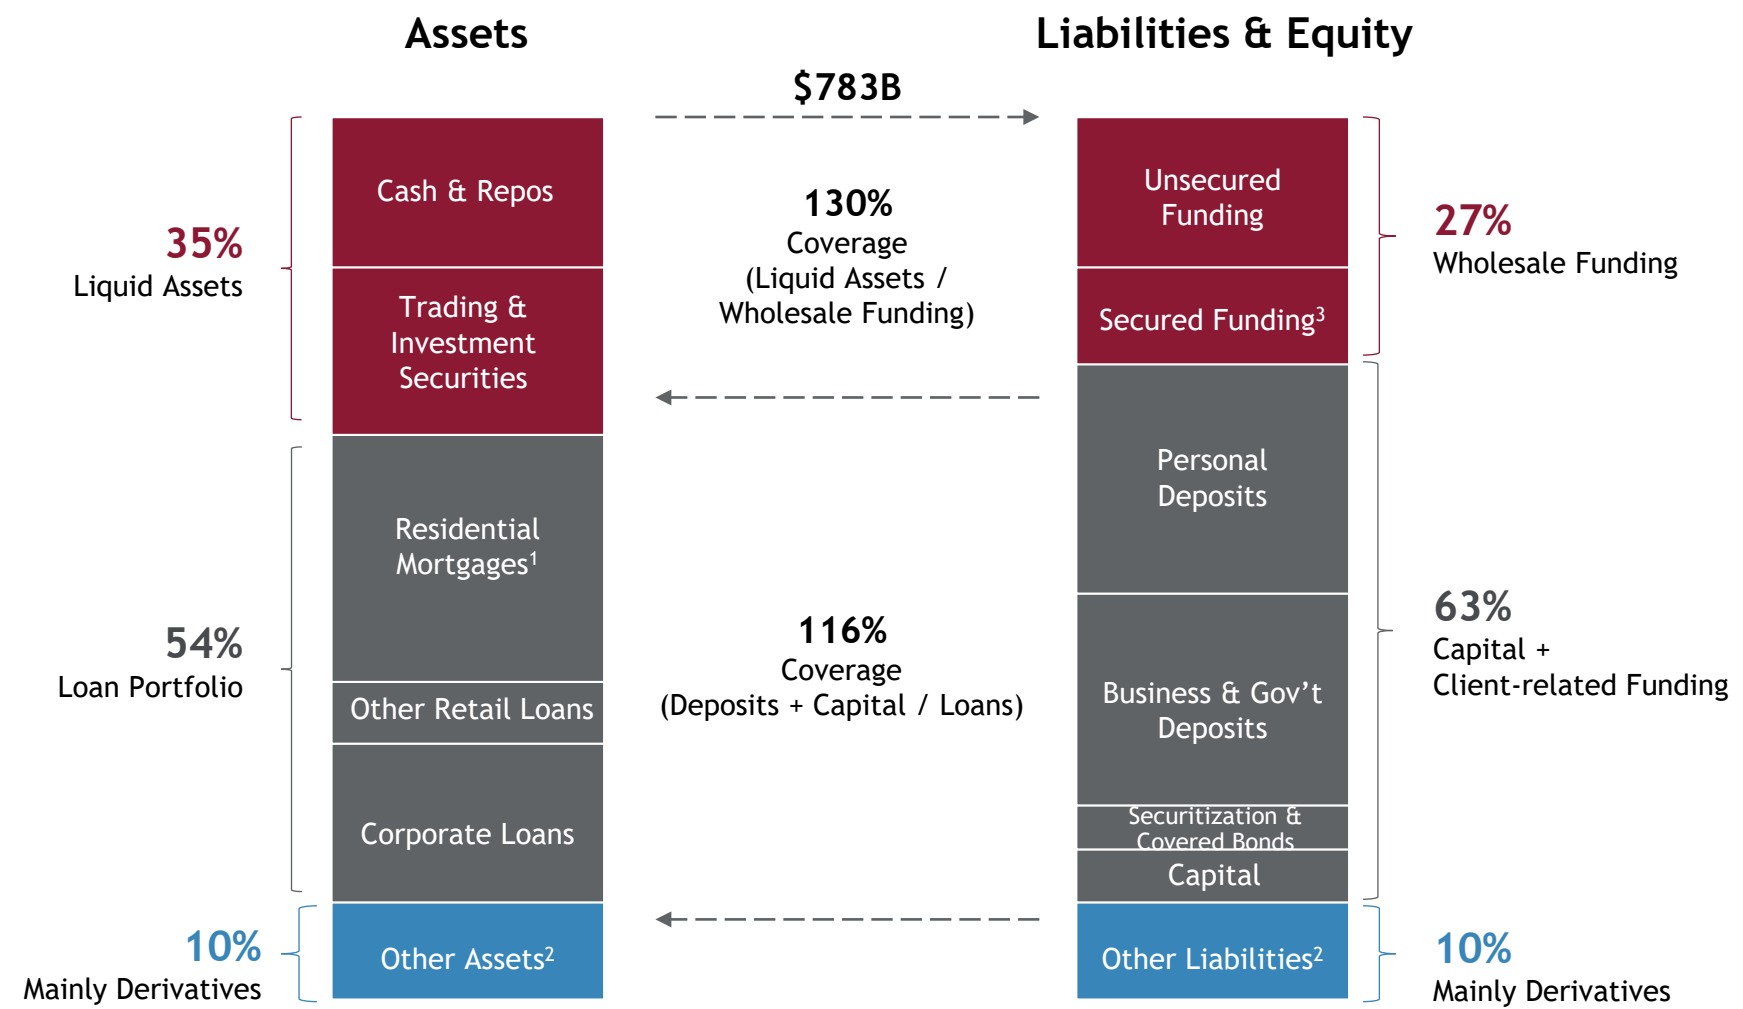 Assets
Liabilities & Equity
$783B
35%
Liquid Assets
Cash & Repos
Trading &
Investment
Securities
130%
Coverage
(Liquid Assets /
Wholesale Funding)
Unsecured
Funding
Secured Funding³
27%
Wholesale Funding
54%
Loan Portfolio
Residential
Mortgages¹
Other Retail Loans
Corporate Loans
116%
Coverage
(Deposits + Capital / Loans)
Personal
Deposits
Business & Gov’t
Deposits
Securitization &
Covered Bonds
Capital
63%
Capital +
Client-related Funding
10%
Mainly Derivatives
Other Assets²
Other Liabilities²
10%
Mainly Derivatives